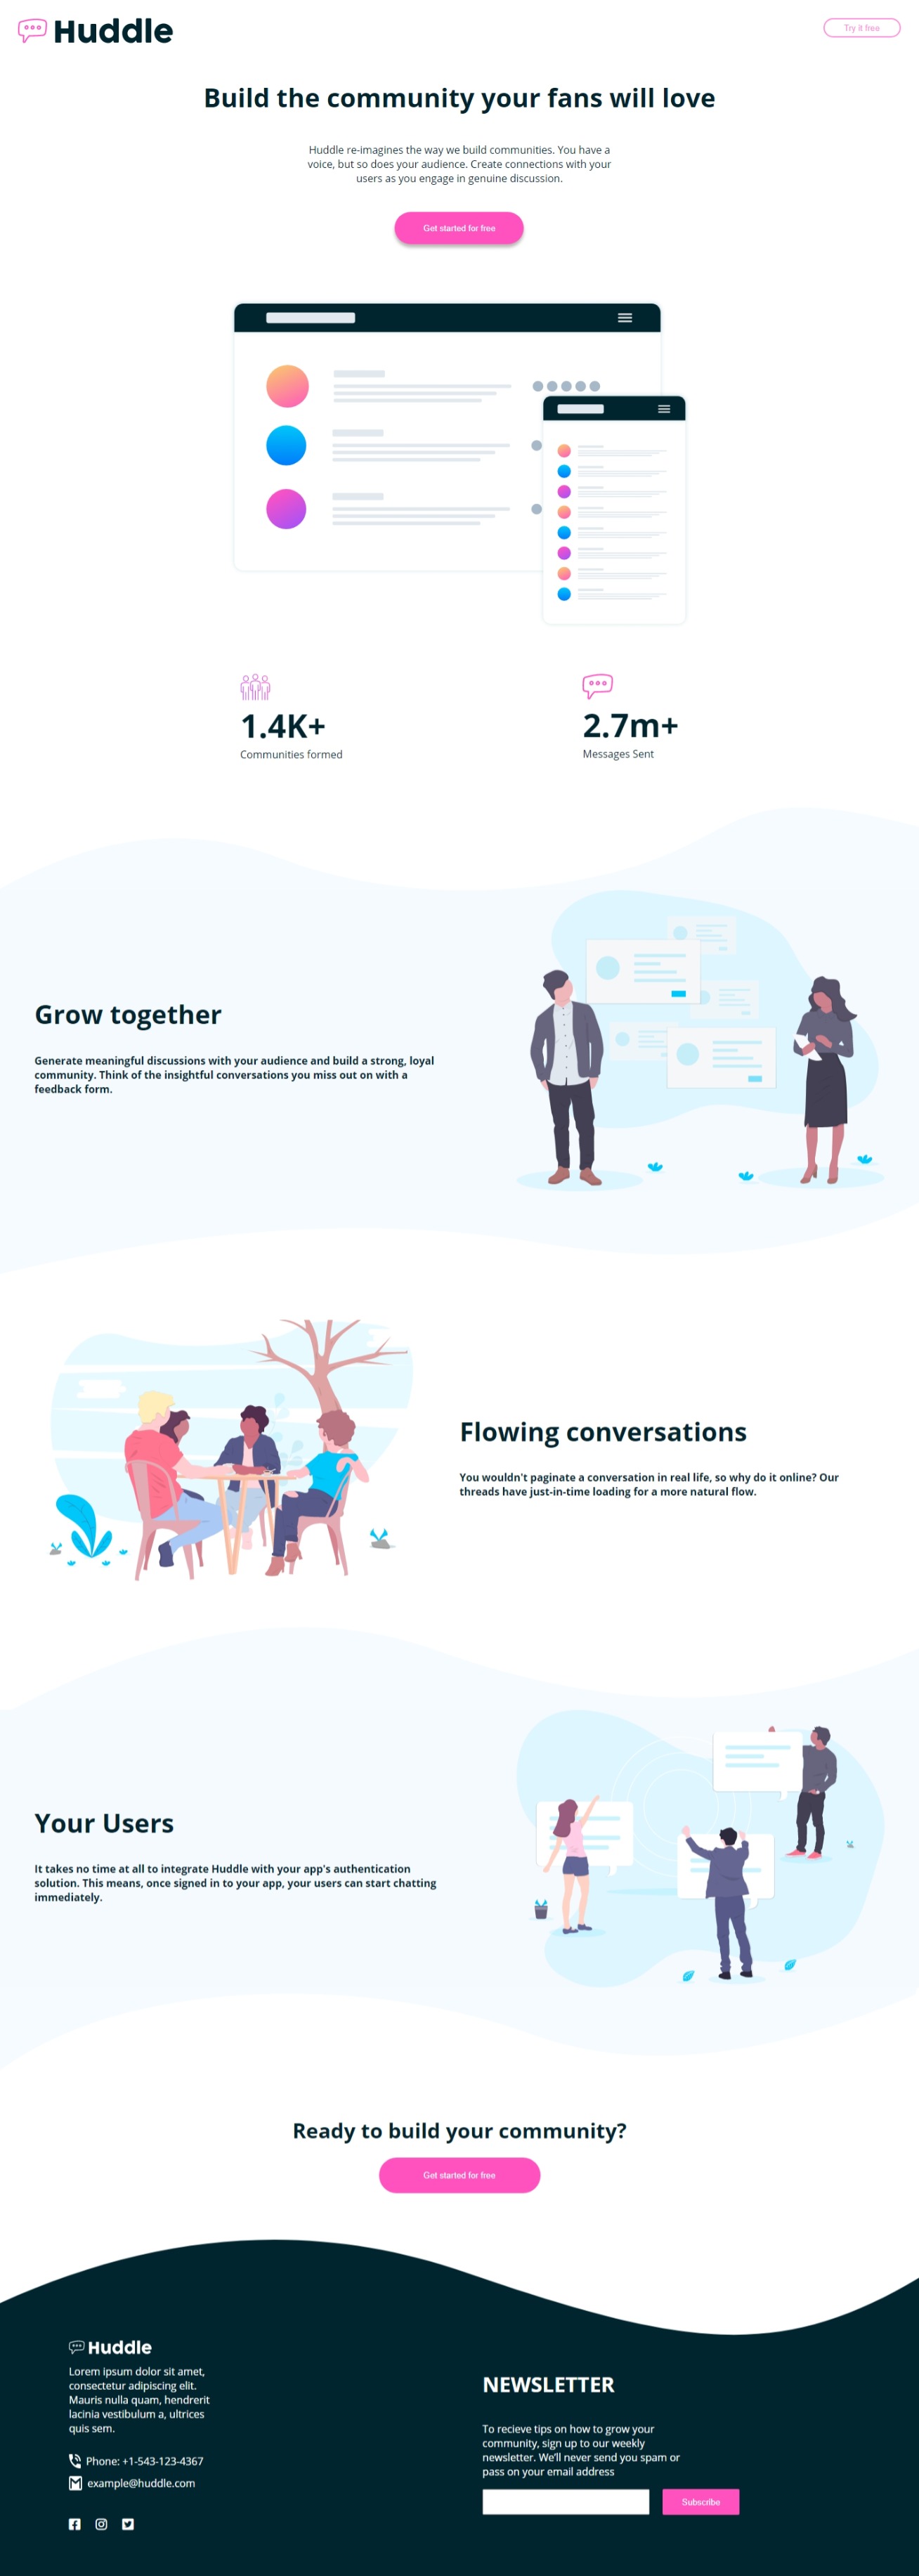 Huddle
Try it free
Build the community your fans will love
Huddle re-imagines the way we build communities. You have a
voice, but so does your audience. Create connections with your
users as you engage in genuine discussion.
Get started for free
1.4K+
Communities formed
2.7m+
Messages Sent
Grow together
Generate meaningful discussions with your audience and build a strong, loyal
community. Think of the insightful conversations you miss out on with a
feedback form.
Flowing conversations
You wouldn't paginate a conversation in real life, so why do it online? Our
threads have just-in-time loading for a more natural flow.
Your Users
It takes no time at all to integrate Huddle with your app's authentication
solution. This means, once signed in to your app, your users can start chatting
immediately.
Ready to build your community?
Get started for free
Huddle
Lorem ipsum dolor sit amet,
consectetur adipiscing elit.
Mauris nulla quam, hendrerit
lacinia vestibulum a, ultrices
quis sem.
Phone: +1-543-123-4367
example@huddle.com
NEWSLETTER
To recieve tips on how to grow your
community, sign up to our weekly
newsletter. We'll never send you spam or
pass on your email address
Subscribe